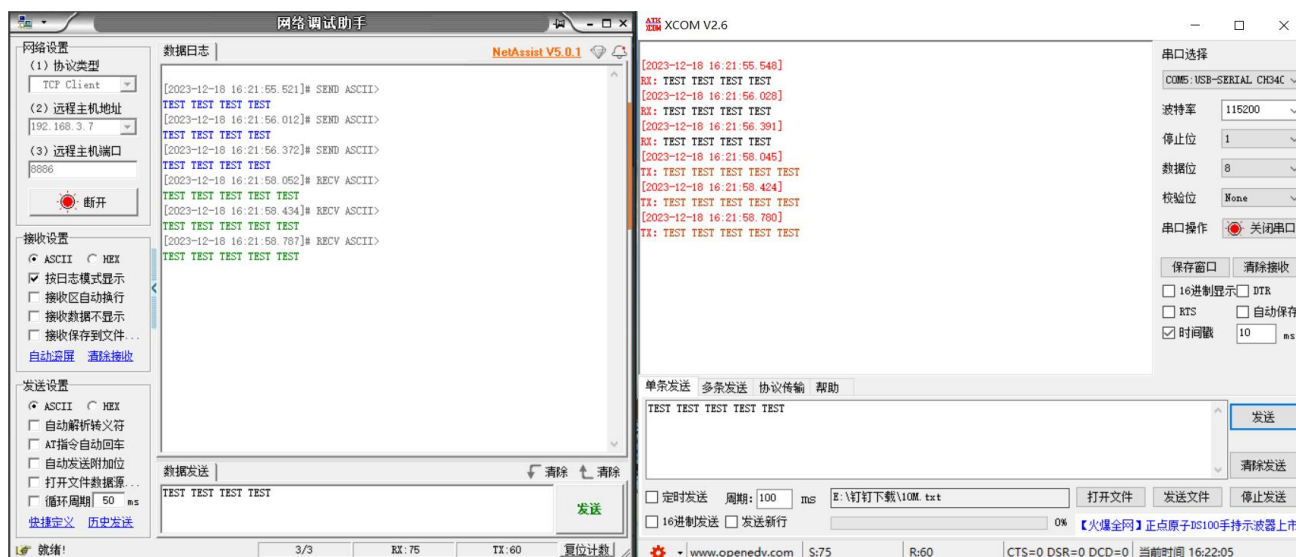 网络调试助手
网络设置
(1) 协议类型
TCP Client
(2) 远程主机地址
192.168.3.7
(3) 远程主机端口
8886
断开
接收设置
ASCII HEX
按日志模式显示
接收区自动换行
接收数据不显示
接收保存到文件...
自动滚屏 清除接收
发送设置
ASCII HEX
自动解析转义符
AT指令自动回车
自动发送附加位
打开文件数据源...
循环周期 50 ms
快捷定义 历史发送
数据日志
NetAssist V5.0.1
[2023-12-18 16:21:55.521]# SEND ASCII>
TEST TEST TEST TEST
[2023-12-18 16:21:56.012]# SEND ASCII>
TEST TEST TEST TEST
[2023-12-18 16:21:56.372]# SEND ASCII>
TEST TEST TEST TEST
[2023-12-18 16:21:58.052]# RECV ASCII>
TEST TEST TEST TEST TEST
[2023-12-18 16:21:58.434]# RECV ASCII>
TEST TEST TEST TEST TEST
[2023-12-18 16:21:58.787]# RECV ASCII>
TEST TEST TEST TEST TEST
数据发送 清除 清除
TEST TEST TEST TEST
发送
就绪! 3/3 RX:75 TX:60 复位计数
ATK XCOM XCOM V2.6
[2023-12-18 16:21:55.548]
RX: TEST TEST TEST TEST
[2023-12-18 16:21:56.028]
RX: TEST TEST TEST TEST
[2023-12-18 16:21:56.391]
RX: TEST TEST TEST TEST
[2023-12-18 16:21:58.045]
TX: TEST TEST TEST TEST TEST
[2023-12-18 16:21:58.424]
TX: TEST TEST TEST TEST TEST
[2023-12-18 16:21:58.780]
TX: TEST TEST TEST TEST TEST
串口选择
COM5:USB-SERIAL CH34C
波特率 115200
停止位 1
数据位 8
校验位 None
串口操作 关闭串口
保存窗口 清除接收
16进制显示 DTR
RTS 自动保存
时间戳 10 ms
单条发送 多条发送 协议传输 帮助
TEST TEST TEST TEST TEST
发送
清除发送
定时发送 周期: 100 ms E:\钉钉下载\10M.txt 打开文件 发送文件 停止发送
16进制发送 发送新行 0% 【火爆全网】正点原子DS100手持示波器上市
www.openedv.com S:75 R:60 CTS=0 DSR=0 DCD=0 当前时间 16:22:05